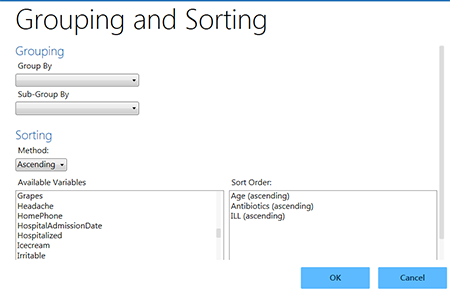 Grouping and Sorting
Grouping
Group By
Sub-Group By
Sorting
Method:
Ascending
Available Variables
Grapes
Headache
HomePhone
HospitalAdmissionDate
Hospitalized
Icecream
Irritable
Sort Order:
Age (ascending)
Antibiotics (ascending)
ILL (ascending)
OK
Cancel